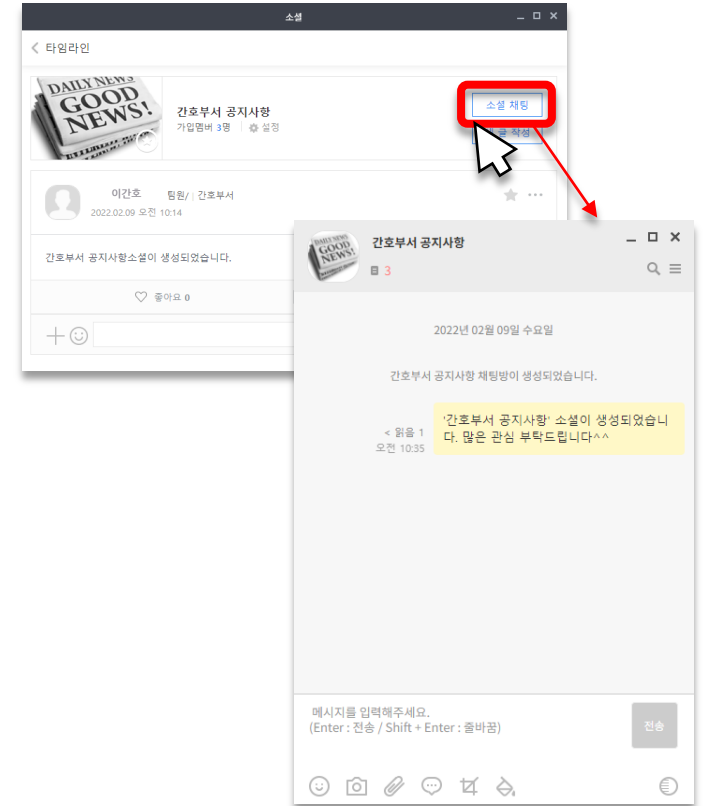 소셜
타임라인
DAILY NEWS
GOOD
NEWS!
간호부서 공지사항
가입멤버 3명 설정
소셜 채팅
글 작성
이간호 팀원/ 간호부서
2022.02.09 오전 10:14
간호부서 공지사항소셜이 생성되었습니다.
좋아요 0
DAILY NEWS
GOOD
NEWS!
간호부서 공지사항
3
2022년 02월 09일 수요일
간호부서 공지사항 채팅방이 생성되었습니다.
'간호부서 공지사항' 소셜이 생성되었습니
다. 많은 관심 부탁드립니다^^
< 읽음 1
오전 10:35
메시지를 입력해주세요.
(Enter : 전송 / Shift + Enter : 줄바꿈)
전송